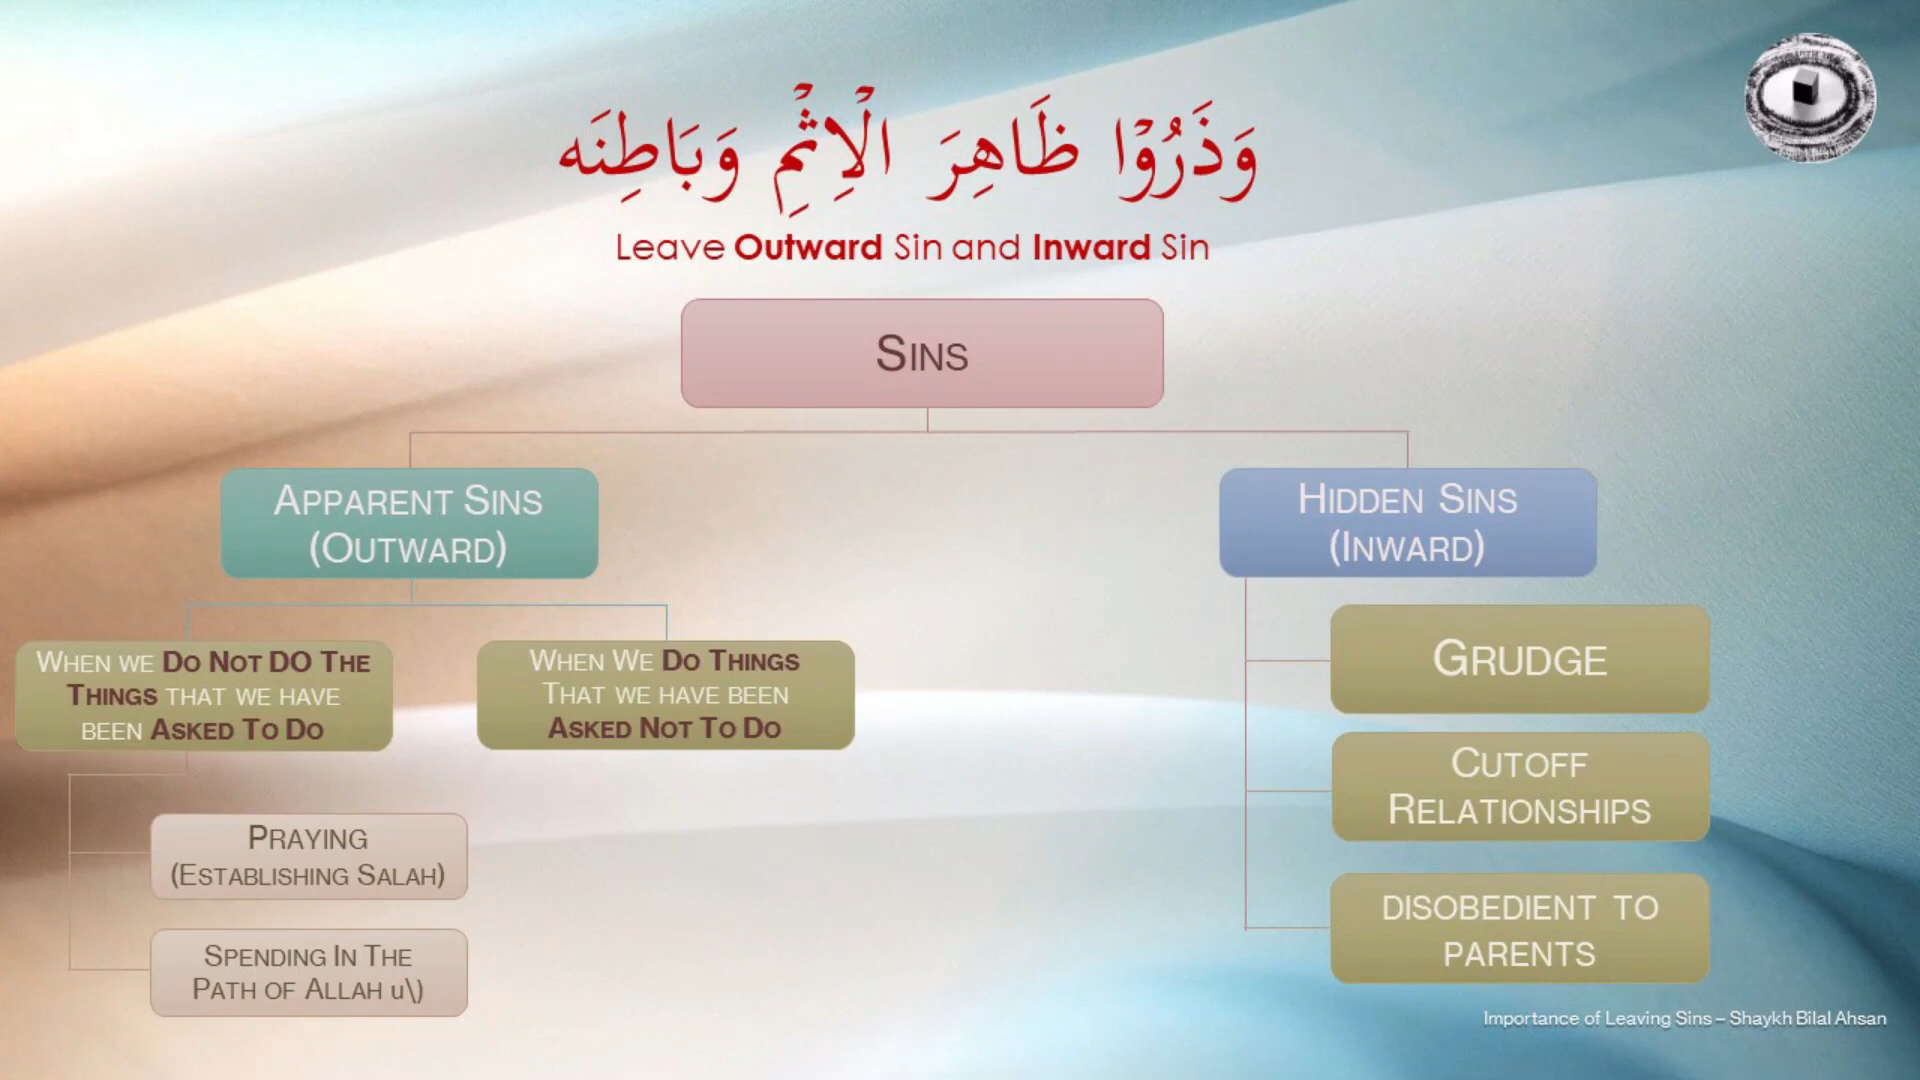 وَذَرُوْا ظَاهِرَ الْاِثْمِ وَبَاطِنَه
Leave Outward Sin and Inward Sin
SINS
APPARENT SINS
(OUTWARD)
WHEN WE DO NOT DO THE
THINGS THAT WE HAVE
BEEN ASKED TO DO
PRAYING
(ESTABLISHING SALAH)
SPENDING IN THE
PATH OF ALLAH u\)
WHEN WE DO THINGS
THAT WE HAVE BEEN
ASKED NOT TO DO
HIDDEN SINS
(INWARD)
GRUDGE
CUTOFF
RELATIONSHIPS
DISOBEDIENT TO
PARENTS
Importance of Leaving Sins – Shaykh Bilal Ahsan